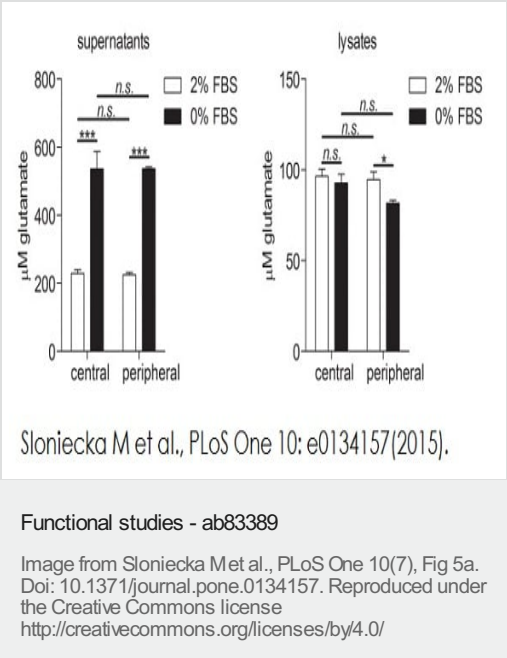 supernatants
800
600
400
200
0
µM glutamate
2% FBS
0% FBS
n.s.
n.s.
***
***
central peripheral
lysates
150
100
50
0
µM glutamate
2% FBS
0% FBS
n.s.
n.s.
n.s.
*
central peripheral
Sloniecka M et al., PLoS One 10: e0134157(2015).
Functional studies - ab83389
Image from Sloniecka M et al., PLoS One 10(7), Fig 5a.
Doi: 10.1371/journal.pone.0134157. Reproduced under
the Creative Commons license
http://creativecommons.org/licenses/by/4.0/